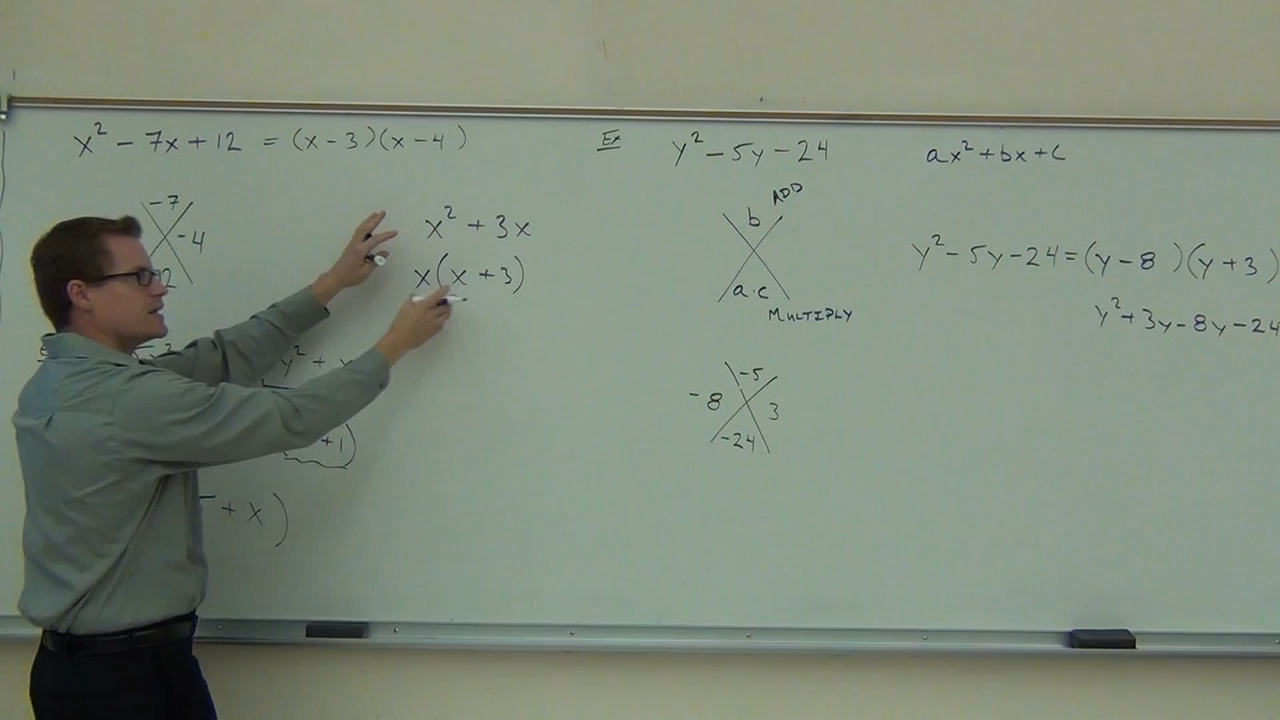 x² - 7x + 12 = (x - 3)(x - 4)
-7
-4
x² + 3x
x(x + 3)
+1
+ x )
Ex
y² - 5y - 24
ADD
b
a·c
MULTIPLY
-5
-8 3
-24
ax² + bx + c
y² - 5y - 24 = (y - 8)(y + 3)
y² + 3y - 8y - 24